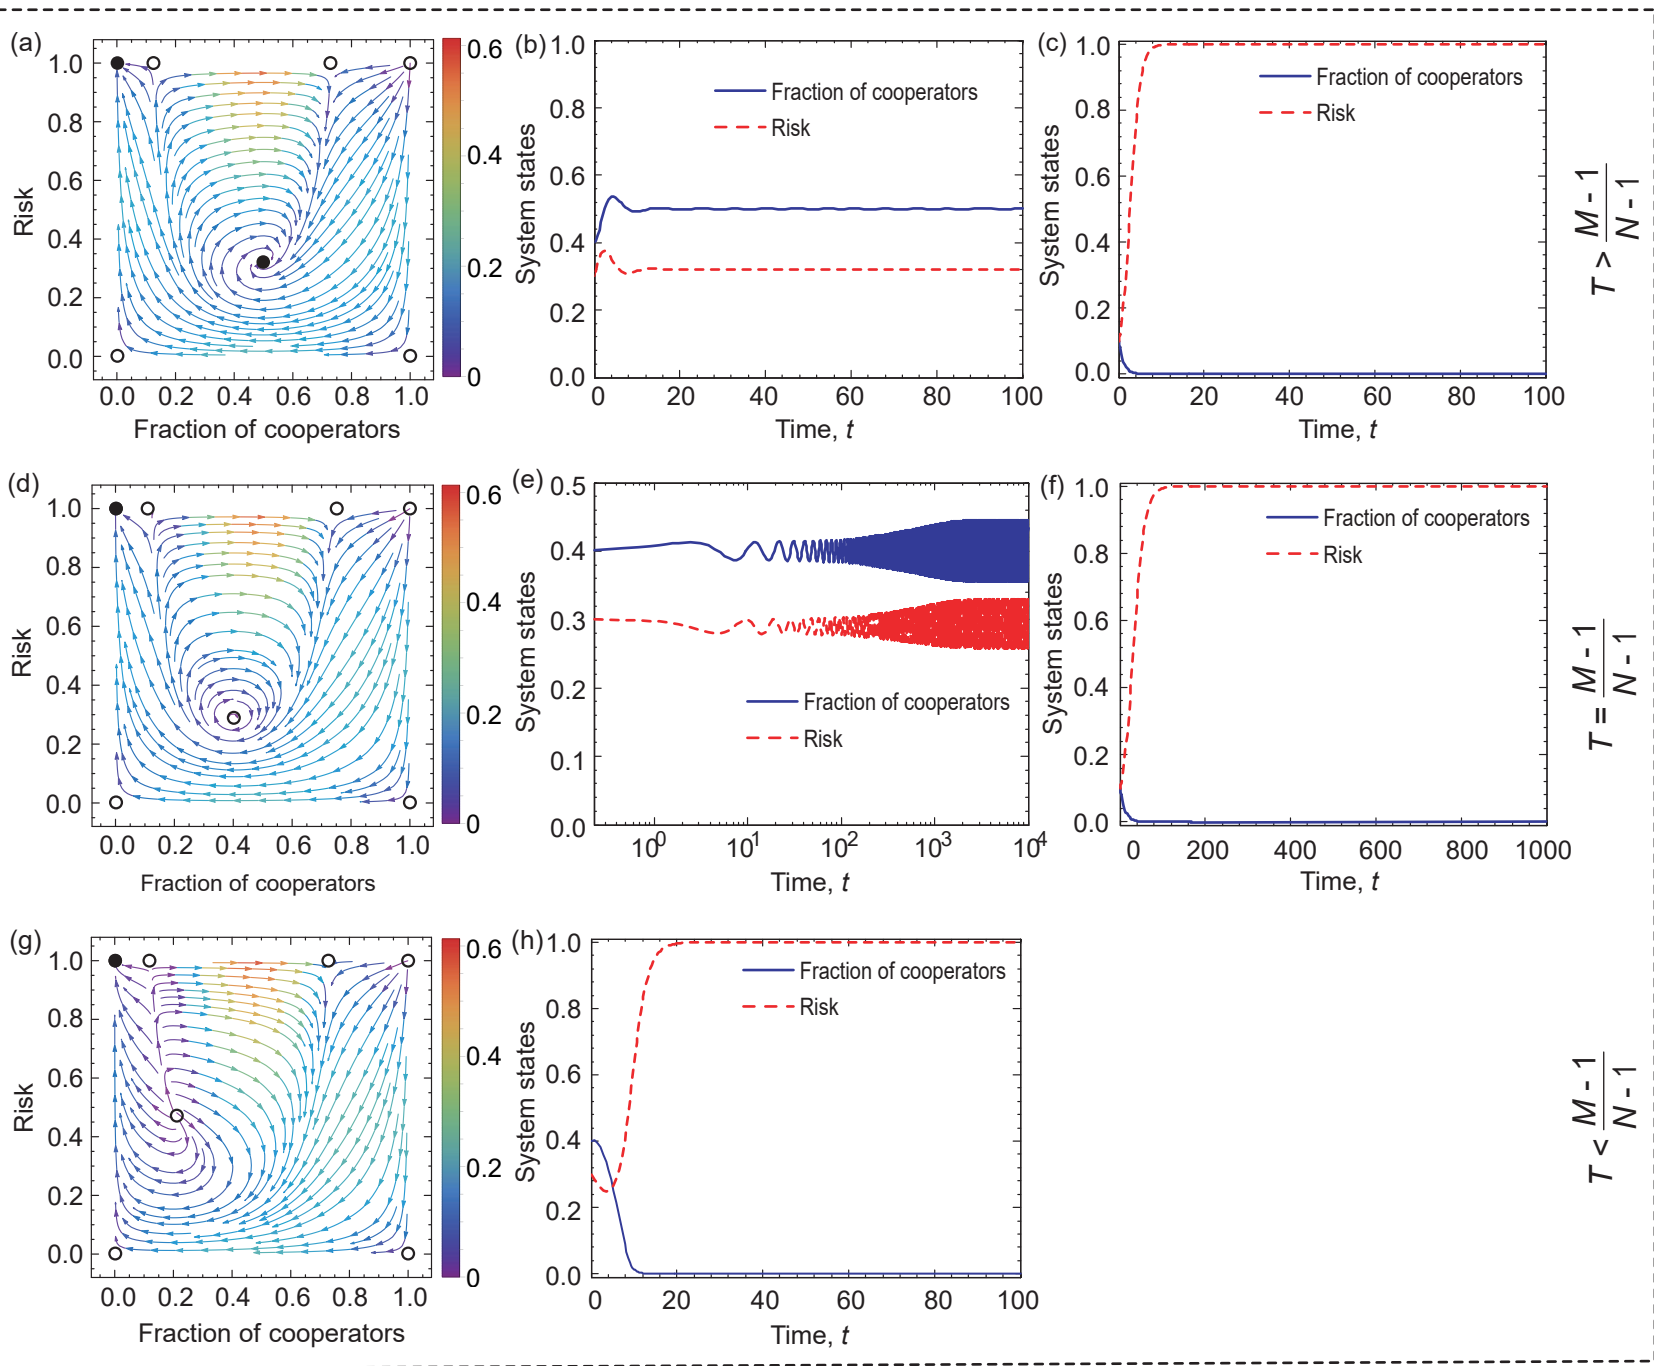 (a)
1.0
0.8
0.6
0.4
0.2
0.0
Risk
0.0 0.2 0.4 0.6 0.8 1.0
Fraction of cooperators
0.6
0.4
0.2
0
(b)
1.0
0.8
0.6
0.4
0.2
0.0
System states
Fraction of cooperators
Risk
0 20 40 60 80 100
Time, t
(c)
1.0
0.8
0.6
0.4
0.2
0.0
System states
Fraction of cooperators
Risk
0 20 40 60 80 100
Time, t
T > M - 1
N - 1
(d)
1.0
0.8
0.6
0.4
0.2
0.0
Risk
0.0 0.2 0.4 0.6 0.8 1.0
Fraction of cooperators
0.6
0.4
0.2
0
(e)
0.5
0.4
0.3
0.2
0.1
0.0
System states
Fraction of cooperators
Risk
10^0 10^1 10^2 10^3 10^4
Time, t
(f)
1.0
0.8
0.6
0.4
0.2
0.0
System states
Fraction of cooperators
Risk
0 200 400 600 800 1000
Time, t
T = M - 1
N - 1
(g)
1.0
0.8
0.6
0.4
0.2
0.0
Risk
0.0 0.2 0.4 0.6 0.8 1.0
Fraction of cooperators
0.6
0.4
0.2
0
(h)
1.0
0.8
0.6
0.4
0.2
0.0
System states
Fraction of cooperators
Risk
0 20 40 60 80 100
Time, t
T < M - 1
N - 1